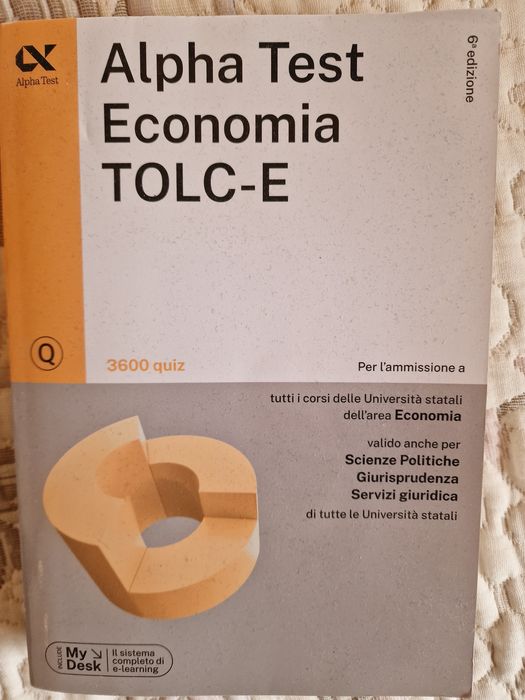 Alpha Test
Alpha Test
Economia
TOLC-E
6ª edizione
Q
3600 quiz
Per l'ammissione a
tutti i corsi delle Università statali
dell'area Economia
valido anche per
Scienze Politiche
Giurisprudenza
Servizi giuridica
di tutte le Università statali
INCLUDE
My
Desk
Il sistema
completo di
e-learning